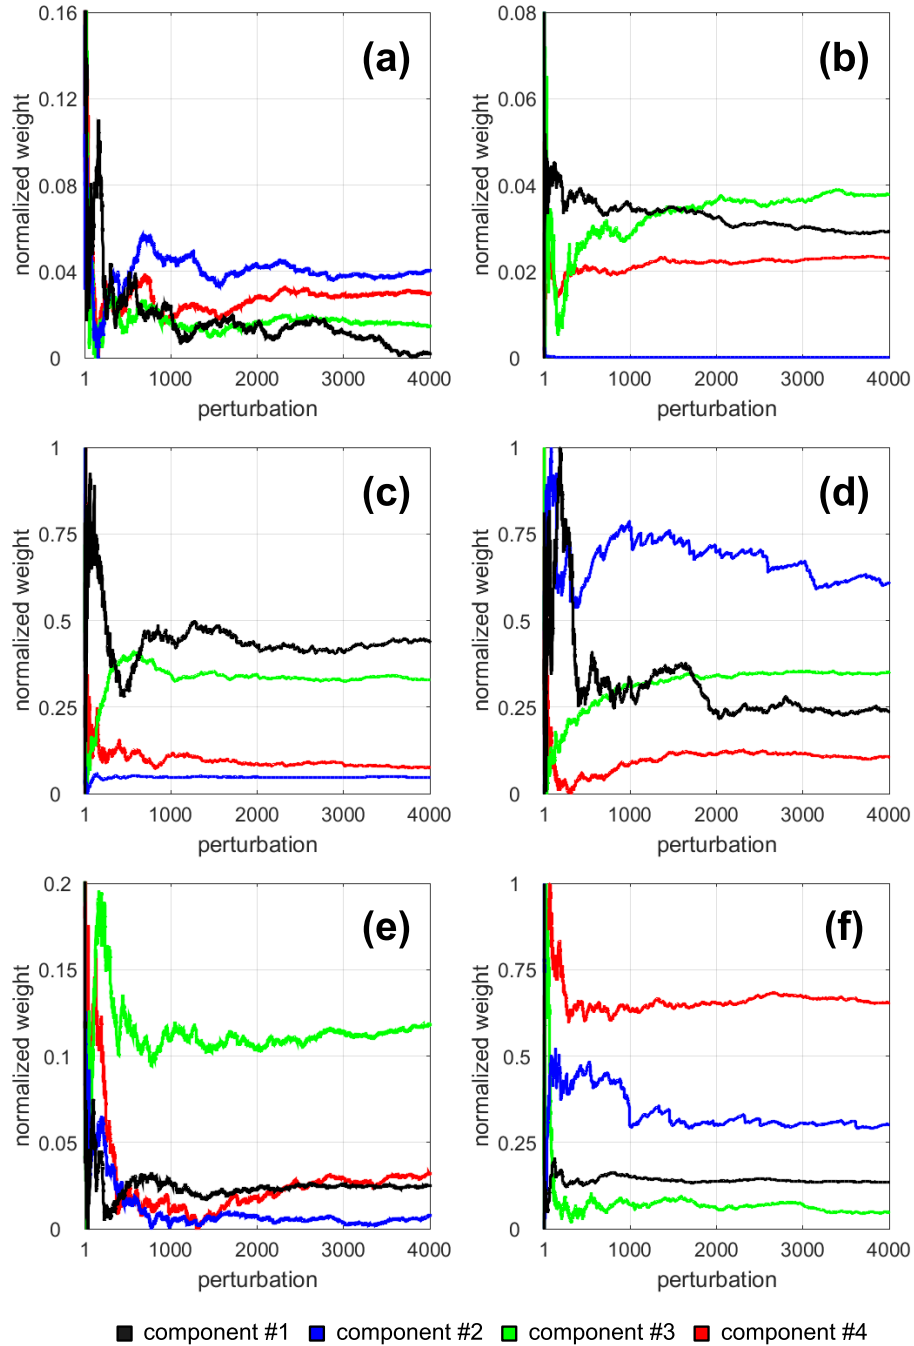 (a)
normalized weight
0.16
0.12
0.08
0.04
0
1 1000 2000 3000 4000
perturbation
(b)
normalized weight
0.08
0.06
0.04
0.02
0
1 1000 2000 3000 4000
perturbation
(c)
normalized weight
1
0.75
0.5
0.25
0
1 1000 2000 3000 4000
perturbation
(d)
normalized weight
1
0.75
0.5
0.25
0
1 1000 2000 3000 4000
perturbation
(e)
normalized weight
0.2
0.15
0.1
0.05
0
1 1000 2000 3000 4000
perturbation
(f)
normalized weight
1
0.75
0.5
0.25
0
1 1000 2000 3000 4000
perturbation
component #1 component #2 component #3 component #4